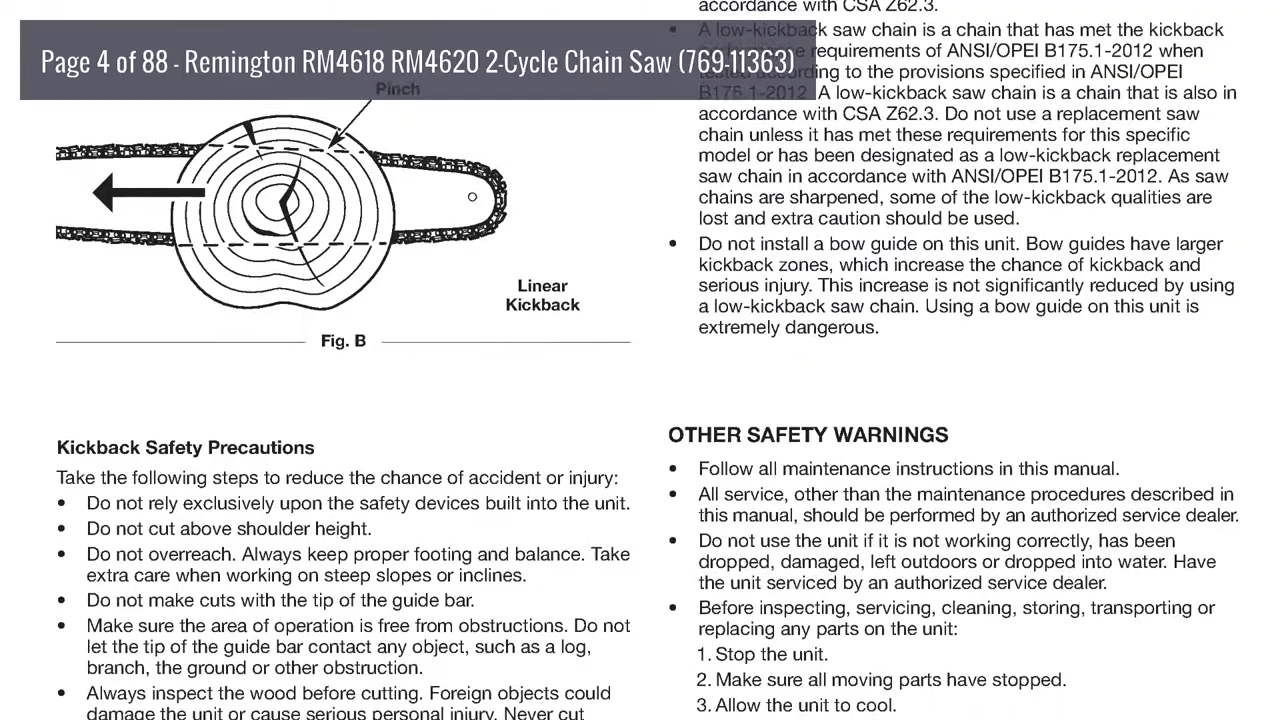 Page 4 of 88 - Remington RM4618 RM4620 2-Cycle Chain Saw (769-11363)
Pinch
Linear
Kickback
Fig. B
Kickback Safety Precautions
Take the following steps to reduce the chance of accident or injury:
• Do not rely exclusively upon the safety devices built into the unit.
• Do not cut above shoulder height.
• Do not overreach. Always keep proper footing and balance. Take
extra care when working on steep slopes or inclines.
• Do not make cuts with the tip of the guide bar.
• Make sure the area of operation is free from obstructions. Do not
let the tip of the guide bar contact any object, such as a log,
branch, the ground or other obstruction.
• Always inspect the wood before cutting. Foreign objects could
damage the unit or cause serious personal injury. Never cut
accordance with CSA Z62.3.
• A low-kickback saw chain is a chain that has met the kickback
requirements of ANSI/OPEI B175.1-2012 when
tested according to the provisions specified in ANSI/OPEI
B175.1-2012. A low-kickback saw chain is a chain that is also in
accordance with CSA Z62.3. Do not use a replacement saw
chain unless it has met these requirements for this specific
model or has been designated as a low-kickback replacement
saw chain in accordance with ANSI/OPEI B175.1-2012. As saw
chains are sharpened, some of the low-kickback qualities are
lost and extra caution should be used.
• Do not install a bow guide on this unit. Bow guides have larger
kickback zones, which increase the chance of kickback and
serious injury. This increase is not significantly reduced by using
a low-kickback saw chain. Using a bow guide on this unit is
extremely dangerous.
OTHER SAFETY WARNINGS
• Follow all maintenance instructions in this manual.
• All service, other than the maintenance procedures described in
this manual, should be performed by an authorized service dealer.
• Do not use the unit if it is not working correctly, has been
dropped, damaged, left outdoors or dropped into water. Have
the unit serviced by an authorized service dealer.
• Before inspecting, servicing, cleaning, storing, transporting or
replacing any parts on the unit:
1. Stop the unit.
2. Make sure all moving parts have stopped.
3. Allow the unit to cool.